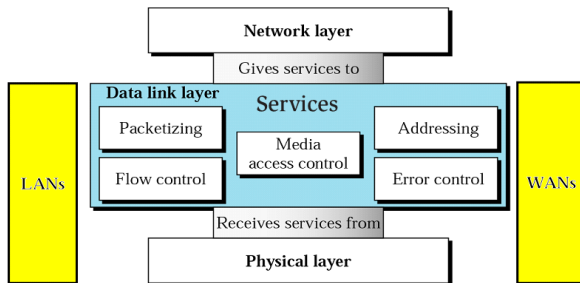 Network layer
Gives services to
Data link layer
Services
Packetizing
Addressing
Media
access control
Flow control
Error control
LANs
WANs
Receives services from
Physical layer